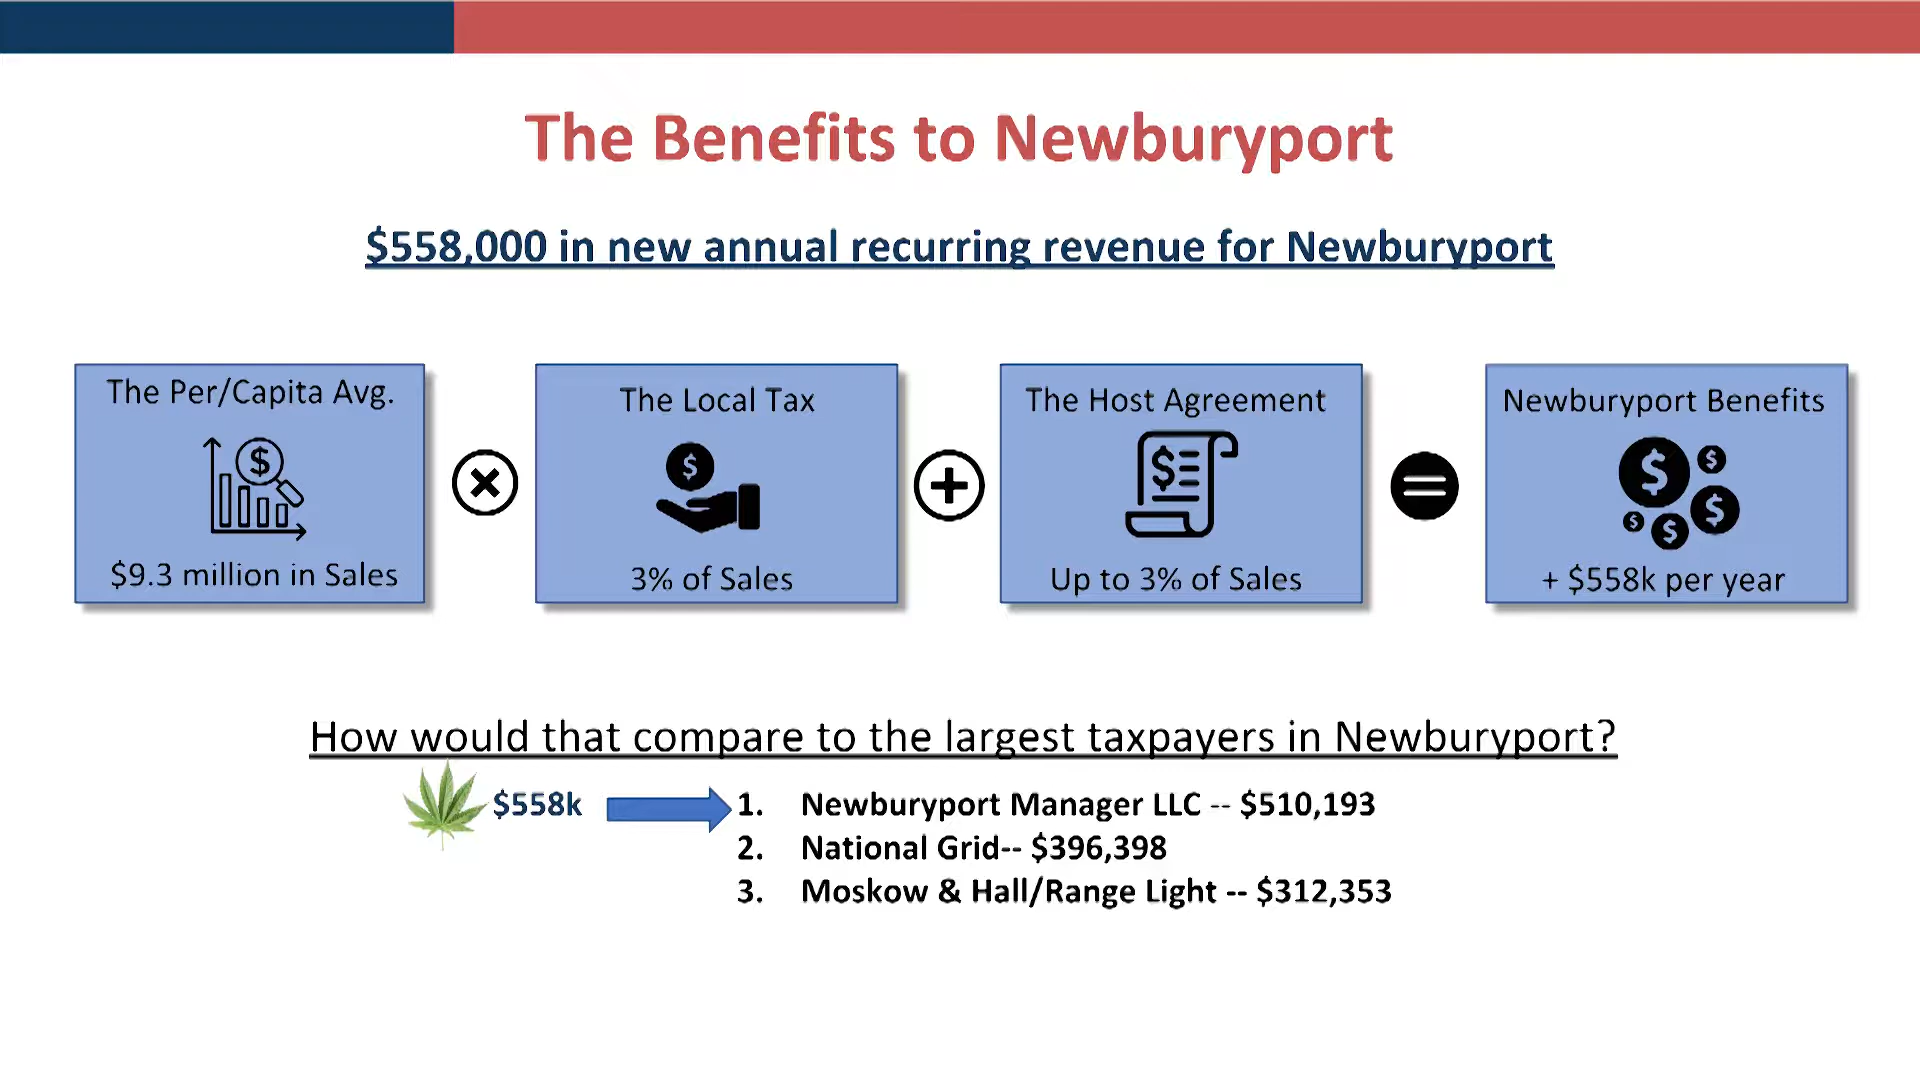 The Benefits to Newburyport
$558,000 in new annual recurring revenue for Newburyport
The Per/Capita Avg.
$9.3 million in Sales
The Local Tax
3% of Sales
The Host Agreement
Up to 3% of Sales
Newburyport Benefits
+ $558k per year
How would that compare to the largest taxpayers in Newburyport?
$558k
1. Newburyport Manager LLC -- $510,193
2. National Grid-- $396,398
3. Moskow & Hall/Range Light -- $312,353